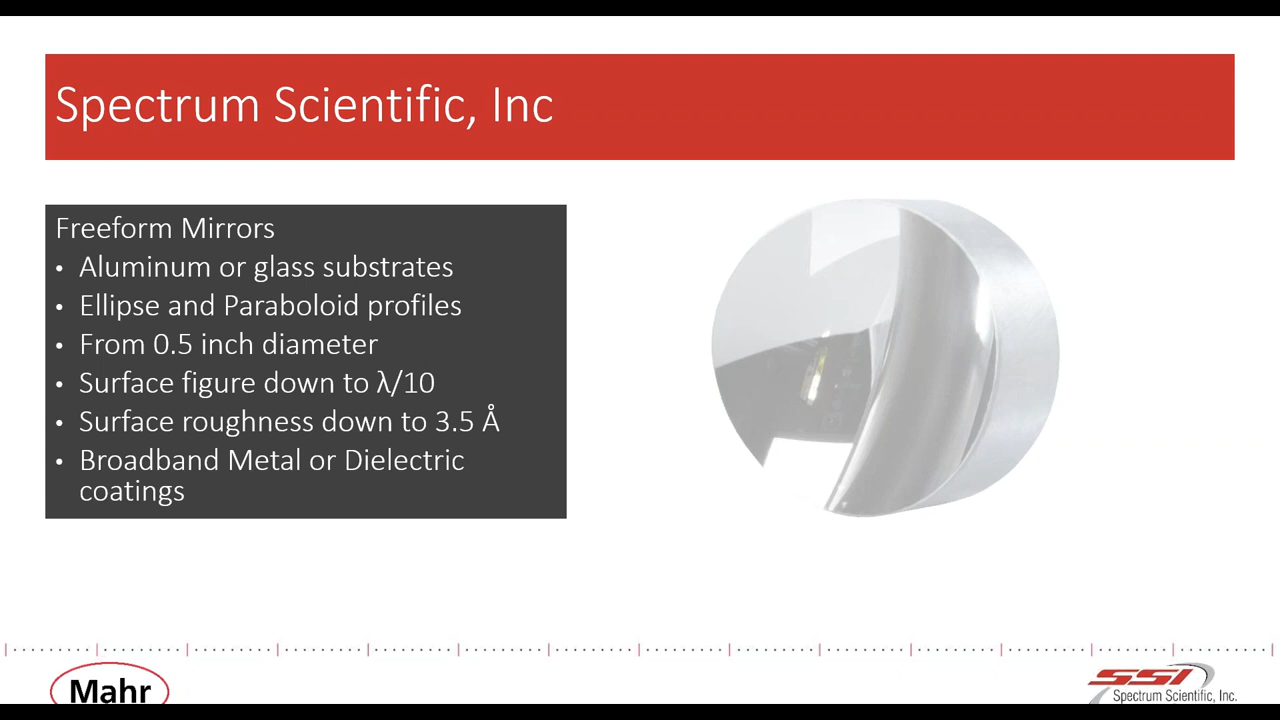 Spectrum Scientific, Inc
Freeform Mirrors
• Aluminum or glass substrates
• Ellipse and Paraboloid profiles
• From 0.5 inch diameter
• Surface figure down to λ/10
• Surface roughness down to 3.5 Å
• Broadband Metal or Dielectric
coatings
Mahr
SSI
Spectrum Scientific, Inc.